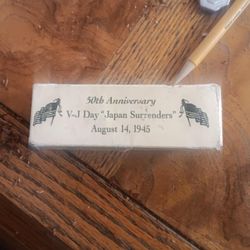 50th Anniversary
V-J Day "Japan Surrenders"
August 14, 1945